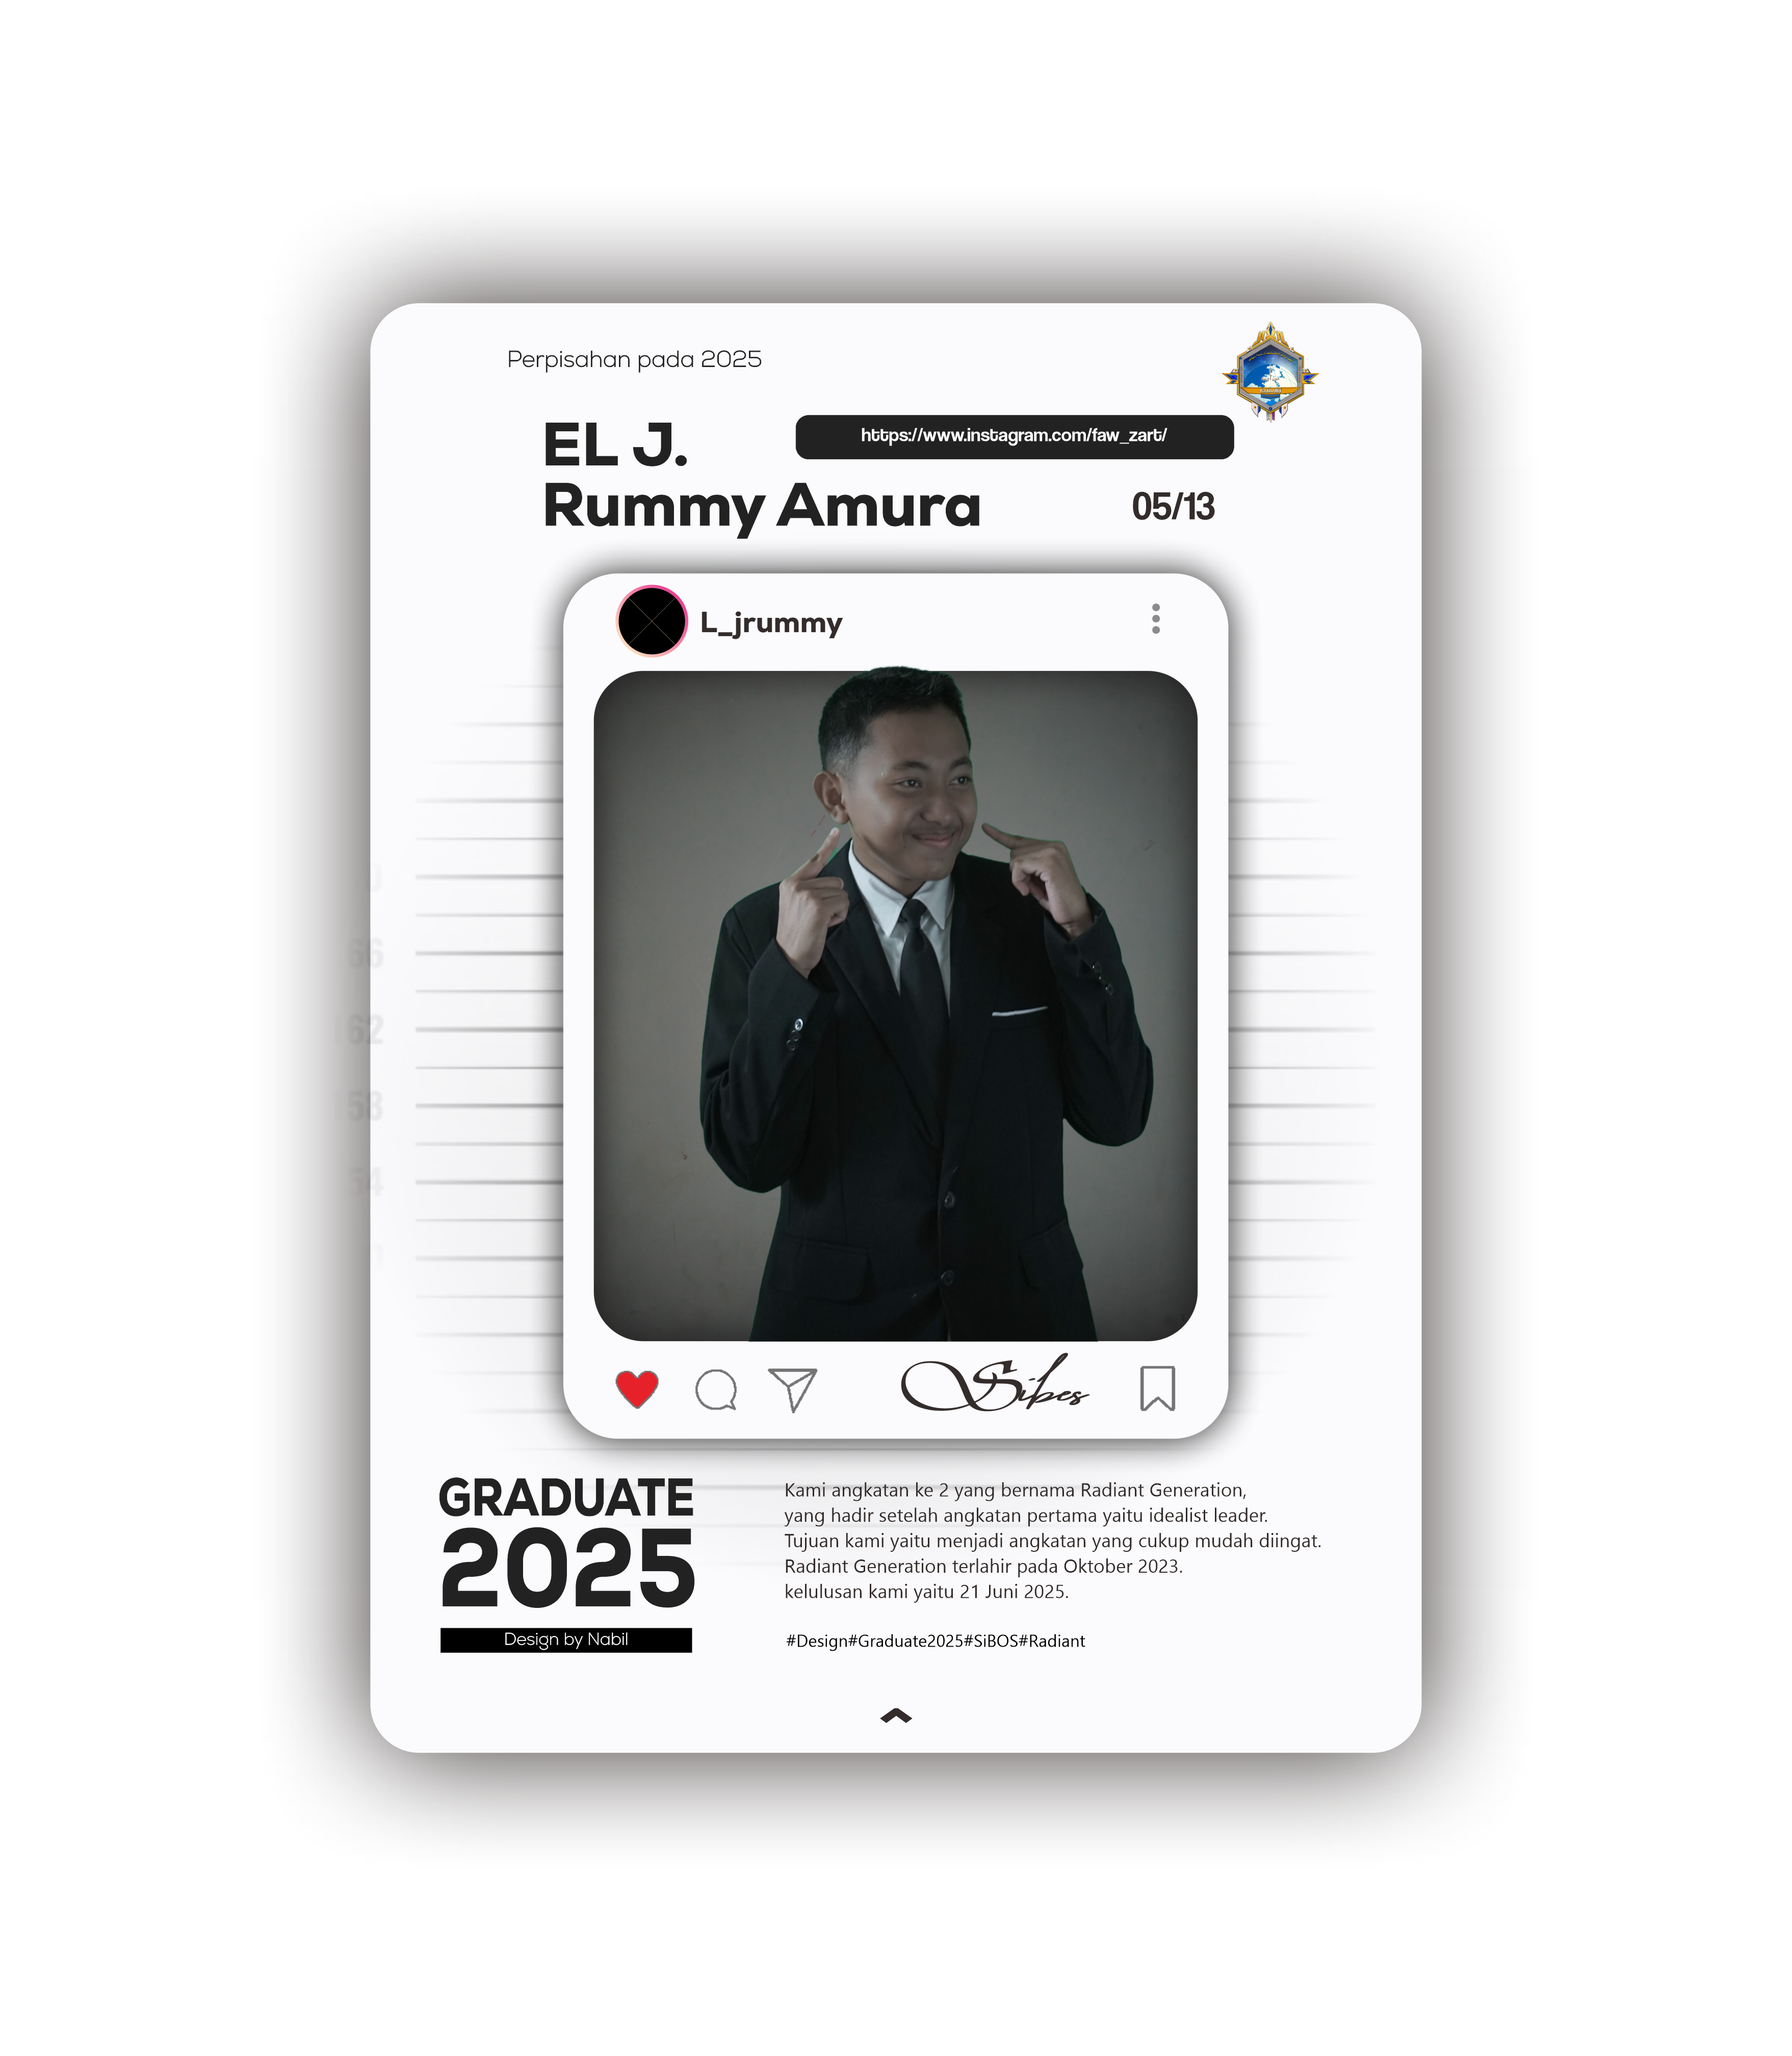 Perpisahan pada 2025
EL J.
Rummy Amura
https://www.instagram.com/faw_zart/
05/13
L_jrummy
Sibes
GRADUATE
2025
Design by Nabil
Kami angkatan ke 2 yang bernama Radiant Generation,
yang hadir setelah angkatan pertama yaitu idealist leader.
Tujuan kami yaitu menjadi angkatan yang cukup mudah diingat.
Radiant Generation terlahir pada Oktober 2023.
kelulusan kami yaitu 21 Juni 2025.
#Design#Graduate2025#SiBOS#Radiant